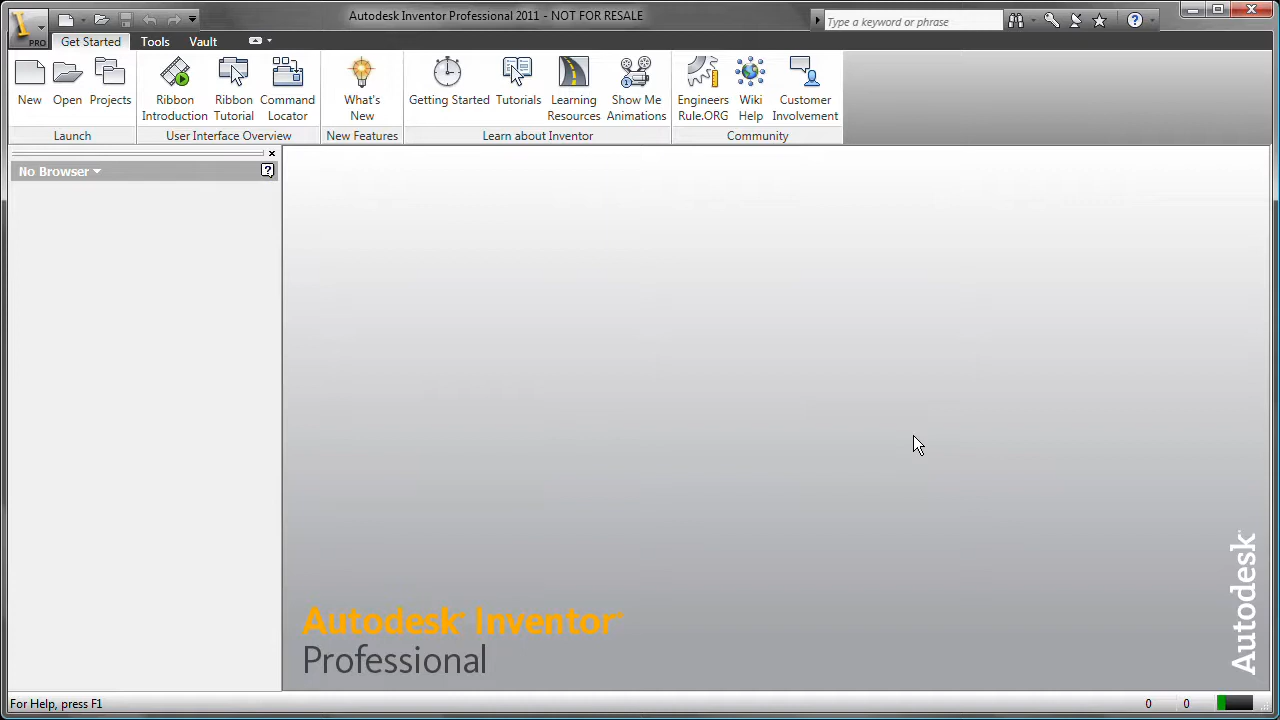 Autodesk Inventor Professional 2011 - NOT FOR RESALE
Type a keyword or phrase
PRO
Get Started Tools Vault
New Open Projects
Ribbon Introduction
Ribbon Tutorial
Command Locator
What's New
Getting Started
Tutorials
Learning Resources
Show Me Animations
Engineers Rule.ORG
Wiki Help
Customer Involvement
Launch User Interface Overview New Features Learn about Inventor Community
No Browser
Autodesk Inventor
Professional
Autodesk
For Help, press F1 0 0